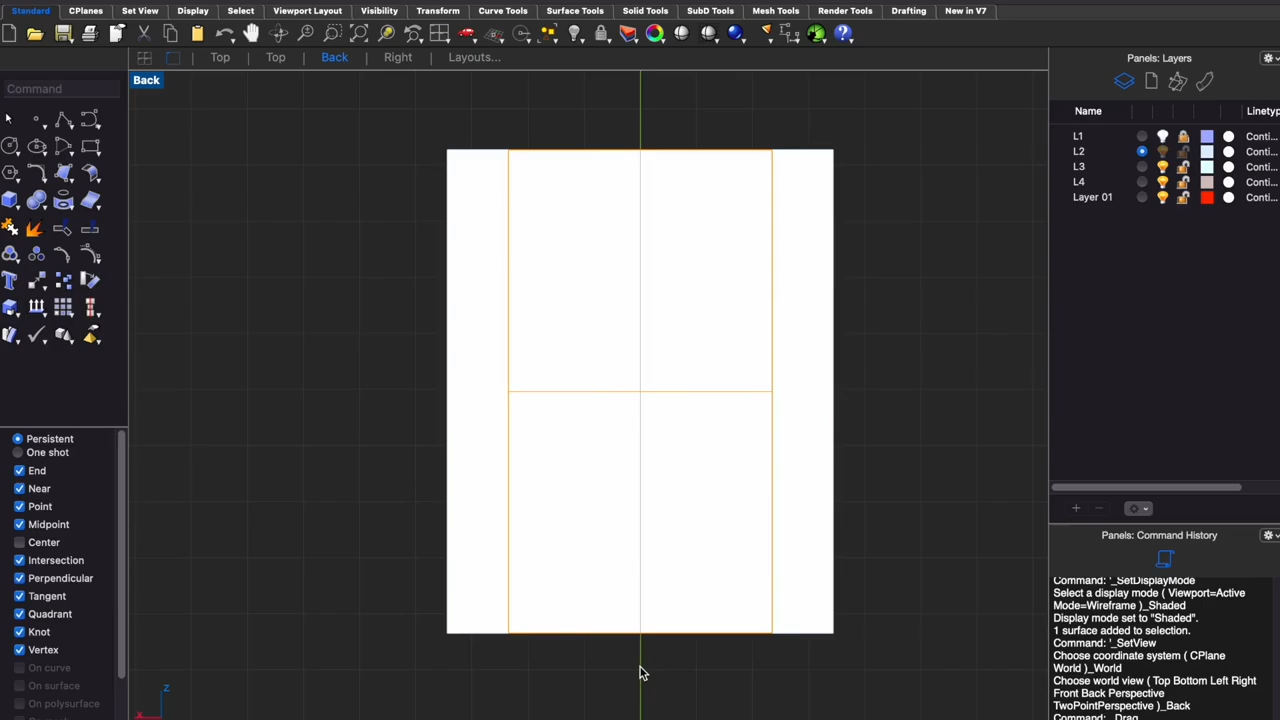 Standard CPlanes Set View Display Select Viewport Layout Visibility Transform Curve Tools Surface Tools Solid Tools SubD Tools Mesh Tools Render Tools Drafting New in V7
Top Top Back Right Layouts...
Back
Command
Persistent
One shot
End
Near
Point
Midpoint
Center
Intersection
Perpendicular
Tangent
Quadrant
Knot
Vertex
On curve
On surface
On polysurface
z
x
Panels: Layers
Name Linetyp
L1 Conti...
L2 Conti...
L3 Conti...
L4 Conti...
Layer 01 Conti...
Panels: Command History
Command: '_SetDisplayMode
Select a display mode ( Viewport=Active
Mode=Wireframe )_Shaded
Display mode set to "Shaded".
1 surface added to selection.
Command: '_SetView
Choose coordinate system ( CPlane
World )_World
Choose world view ( Top Bottom Left Right
Front Back Perspective
TwoPointPerspective )_Back
Command: _Drag